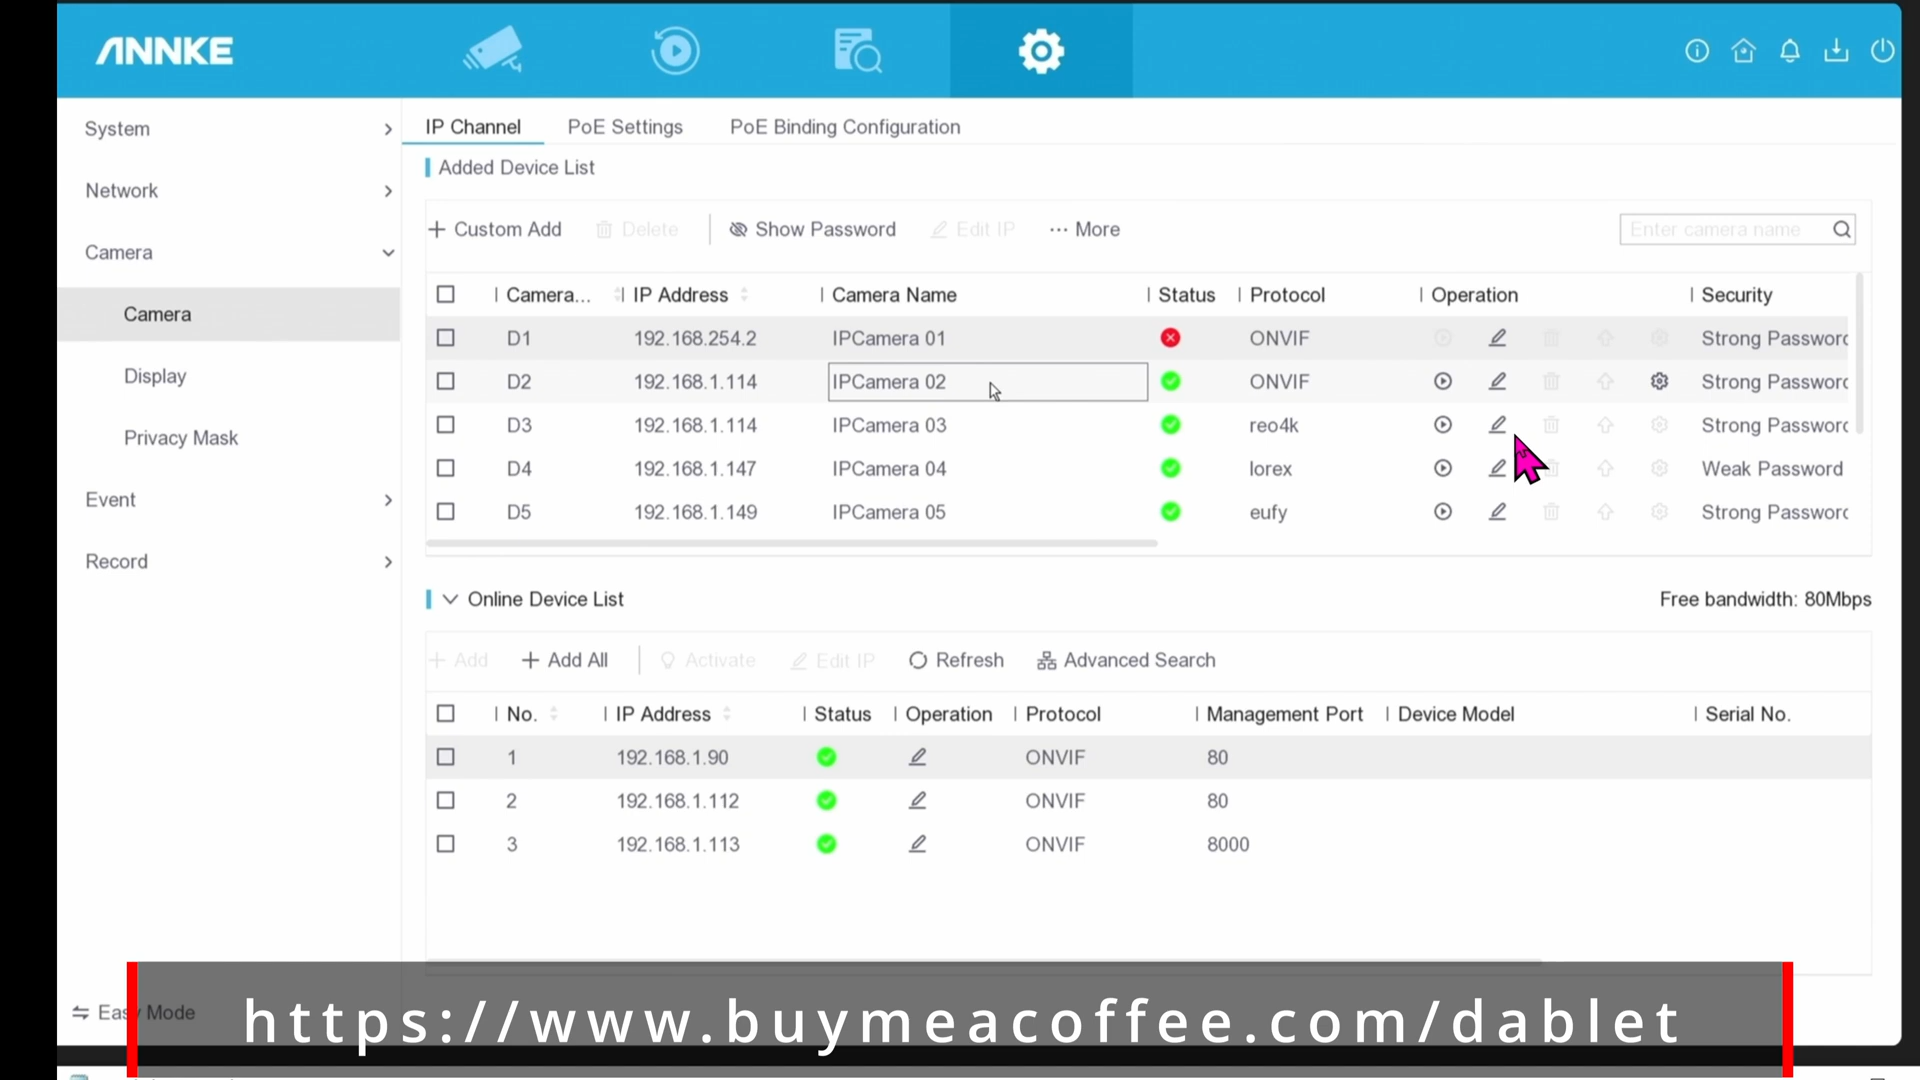 ANNKE
System
Network
Camera
Camera
Display
Privacy Mask
Event
Record
Easy Mode
IP Channel PoE Settings PoE Binding Configuration
Added Device List
Custom Add Delete Show Password Edit IP ... More Enter camera name
Camera... IP Address Camera Name Status Protocol Operation Security
D1 192.168.254.2 IPCamera 01 ONVIF Strong Password
D2 192.168.1.114 IPCamera 02 ONVIF Strong Password
D3 192.168.1.114 IPCamera 03 reo4k Strong Password
D4 192.168.1.147 IPCamera 04 lorex Weak Password
D5 192.168.1.149 IPCamera 05 eufy Strong Password
Online Device List Free bandwidth: 80Mbps
Add Add All Activate Edit IP Refresh Advanced Search
No. IP Address Status Operation Protocol Management Port Device Model Serial No.
1 192.168.1.90 ONVIF 80
2 192.168.1.112 ONVIF 80
3 192.168.1.113 ONVIF 8000
https://www.buymeacoffee.com/dablet